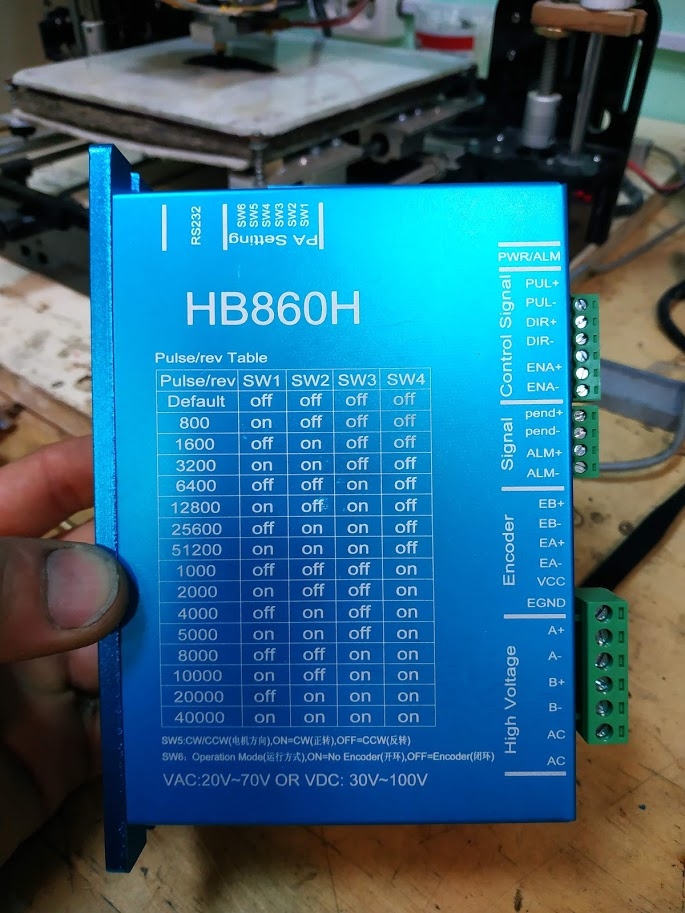 RS232
SW6
SW5
SW4
SW3
SW2
SW1
PA Setting
HB860H
Pulse/rev Table
Pulse/rev SW1 SW2 SW3 SW4
Default off off off off
800 on off off off
1600 off on off off
3200 on on off off
6400 off off on off
12800 on off on off
25600 off on on off
51200 on on on off
1000 off off off on
2000 on off off on
4000 off on off on
5000 on on off on
8000 off off on on
10000 on off on on
20000 off on on on
40000 on on on on
SW5:CW/CCW(电机方向),ON=CW(正转),OFF=CCW(反转)
SW6: Operation Mode(运行方式),ON=No Encoder(开环),OFF=Encoder(闭环)
VAC:20V~70V OR VDC: 30V~100V
PWR/ALM
Control Signal
PUL+
PUL-
DIR+
DIR-
ENA+
ENA-
Signal
pend+
pend-
ALM+
ALM-
Encoder
EB+
EB-
EA+
EA-
VCC
EGND
High Voltage
A+
A-
B+
B-
AC
AC